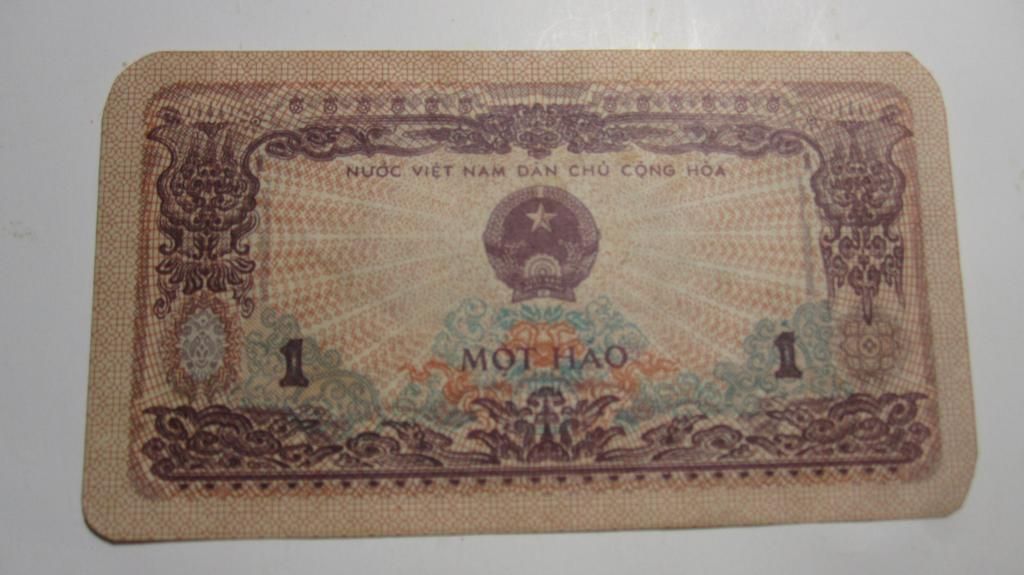 NƯỚC VIỆT NAM DÂN CHỦ CỘNG HÒA
1 MỘT HÀO 1